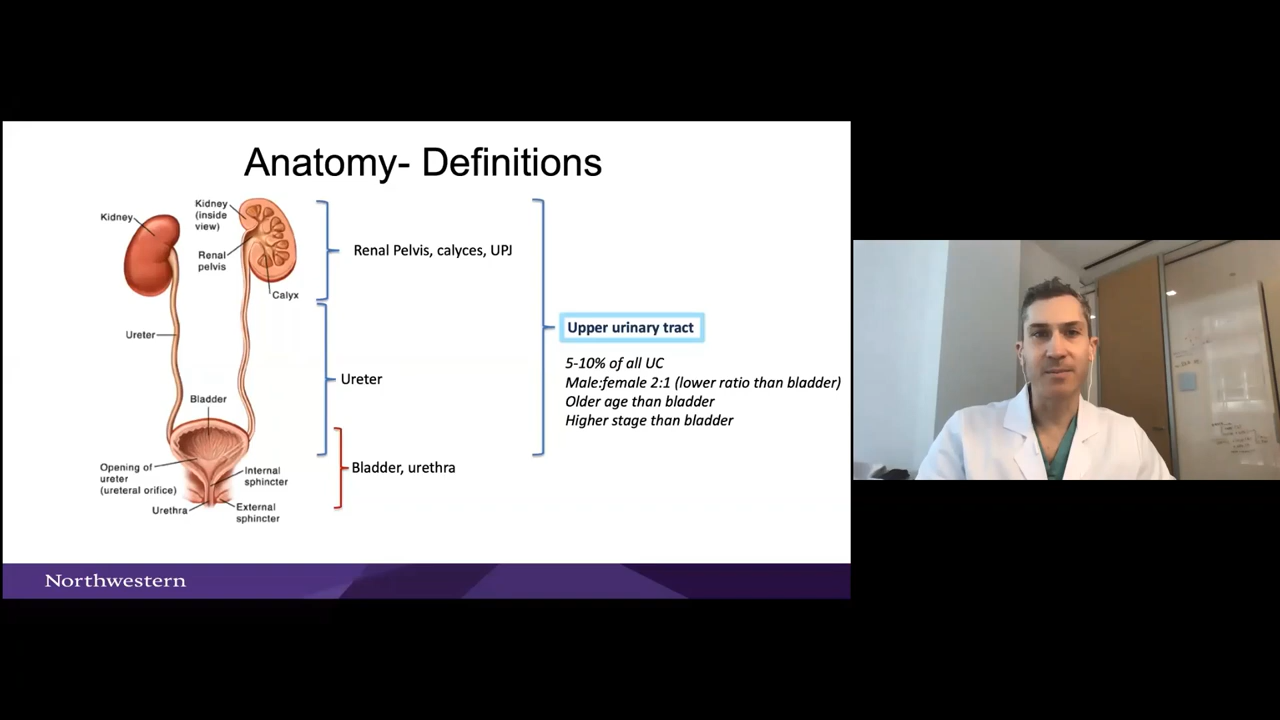 Anatomy- Definitions
Kidney
Kidney
(inside
view)
Renal
pelvis
Calyx
Ureter
Bladder
Opening of
ureter
(ureteral orifice)
Internal
sphincter
Urethra
External
sphincter
Renal Pelvis, calyces, UPJ
Ureter
Bladder, urethra
Upper urinary tract
5-10% of all UC
Male:female 2:1 (lower ratio than bladder)
Older age than bladder
Higher stage than bladder
Northwestern